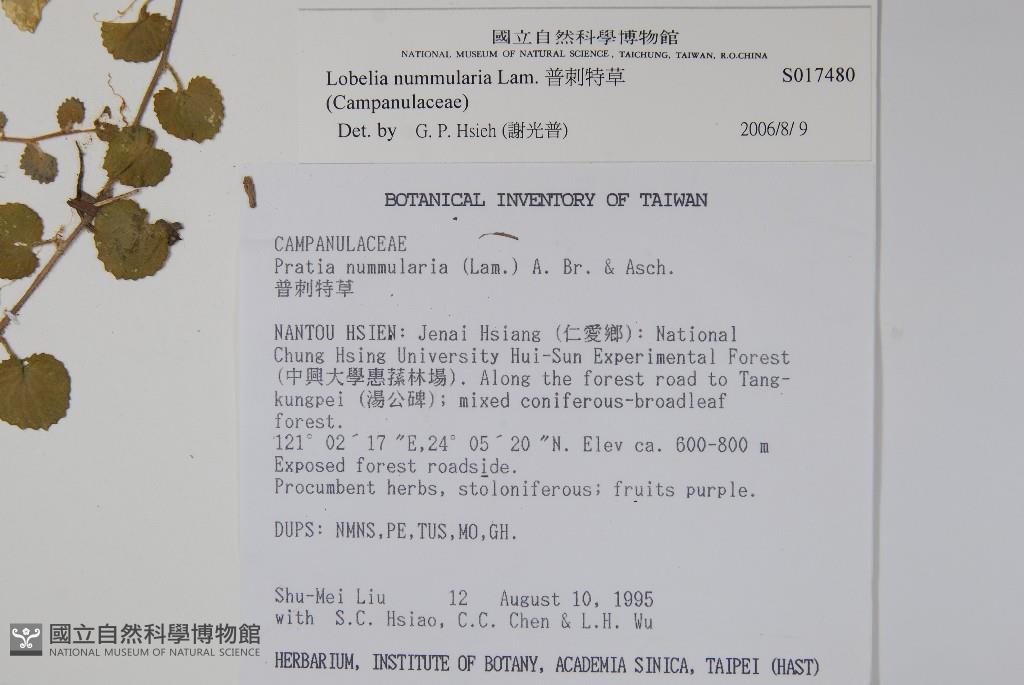 國立自然科學博物館
NATIONAL MUSEUM OF NATURAL SCIENCE, TAICHUNG, TAIWAN, R.O.CHINA
Lobelia nummularia Lam. 普刺特草 S017480
(Campanulaceae)
Det. by G. P. Hsieh (謝光普) 2006/8/ 9
BOTANICAL INVENTORY OF TAIWAN
CAMPANULACEAE
Pratia nummularia (Lam.) A. Br. & Asch.
普刺特草
NANTOU HSIEN: Jenai Hsiang (仁愛鄉): National
Chung Hsing University Hui-Sun Experimental Forest
(中興大學惠蓀林場). Along the forest road to Tang-
kungpei (湯公碑); mixed coniferous-broadleaf
forest.
121° 02´ 17 ″E,24° 05´ 20 ″N. Elev ca. 600-800 m
Exposed forest roadside.
Procumbent herbs, stoloniferous; fruits purple.
DUPS: NMNS,PE,TUS,MO,GH.
Shu-Mei Liu 12 August 10, 1995
with S.C. Hsiao, C.C. Chen & L.H. Wu
HERBARIUM, INSTITUTE OF BOTANY, ACADEMIA SINICA, TAIPEI (HAST)
國立自然科學博物館
NATIONAL MUSEUM OF NATURAL SCIENCE